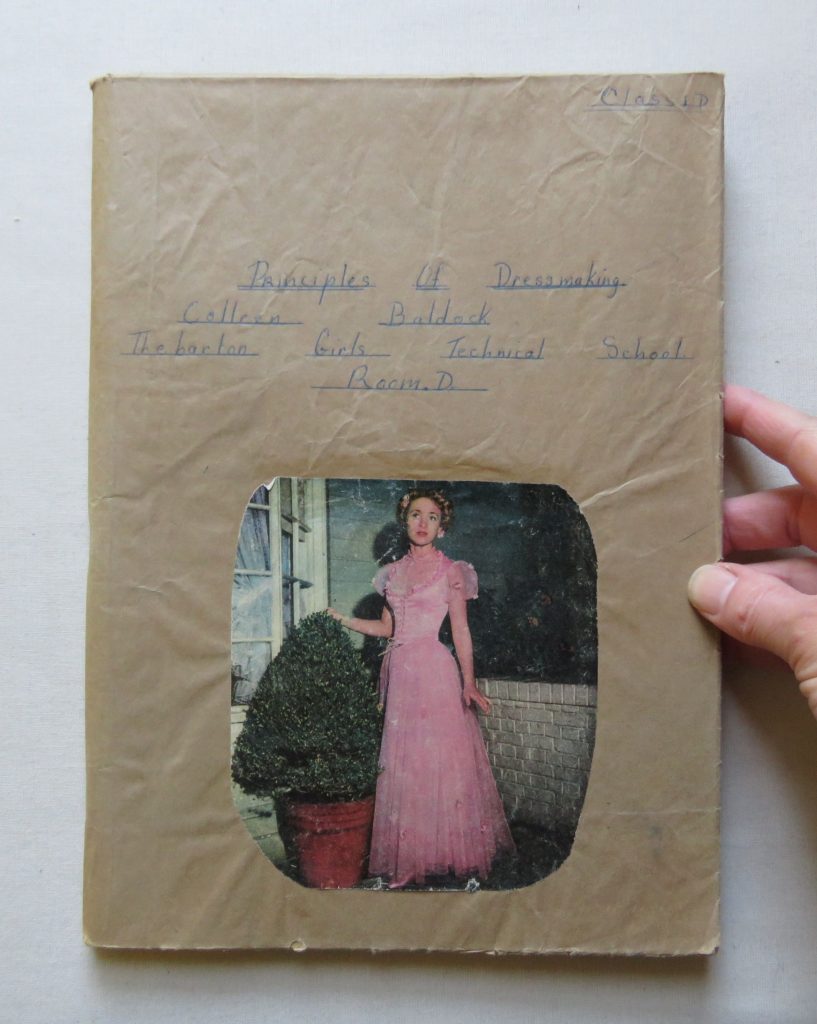 Class 1D
Principles Of Dressmaking
Colleen Baldock
Thebarton Girls Technical School
Room. D.